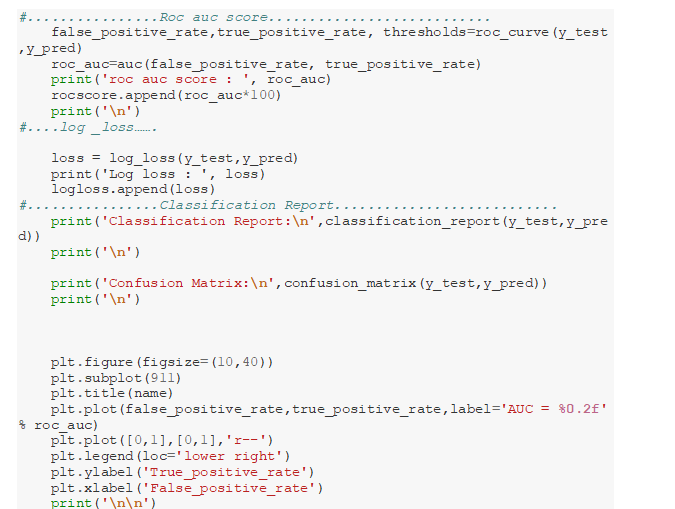 #................Roc auc score...........................
    false_positive_rate,true_positive_rate, thresholds=roc_curve(y_test
,y_pred)
    roc_auc=auc(false_positive_rate, true_positive_rate)
    print('roc auc score : ', roc_auc)
    rocscore.append(roc_auc*100)
    print('\n')
#....log _loss…….
    loss = log_loss(y_test,y_pred)
    print('Log loss : ', loss)
    logloss.append(loss)
#................Classification Report...........................
    print('Classification Report:\n',classification_report(y_test,y_pre
d))
    print('\n')
    print('Confusion Matrix:\n',confusion_matrix(y_test,y_pred))
    print('\n')
    plt.figure(figsize=(10,40))
    plt.subplot(911)
    plt.title(name)
    plt.plot(false_positive_rate,true_positive_rate,label='AUC = %0.2f'
% roc_auc)
    plt.plot([0,1],[0,1],'r--')
    plt.legend(loc='lower right')
    plt.ylabel('True_positive_rate')
    plt.xlabel('False_positive_rate')
    print('\n\n')